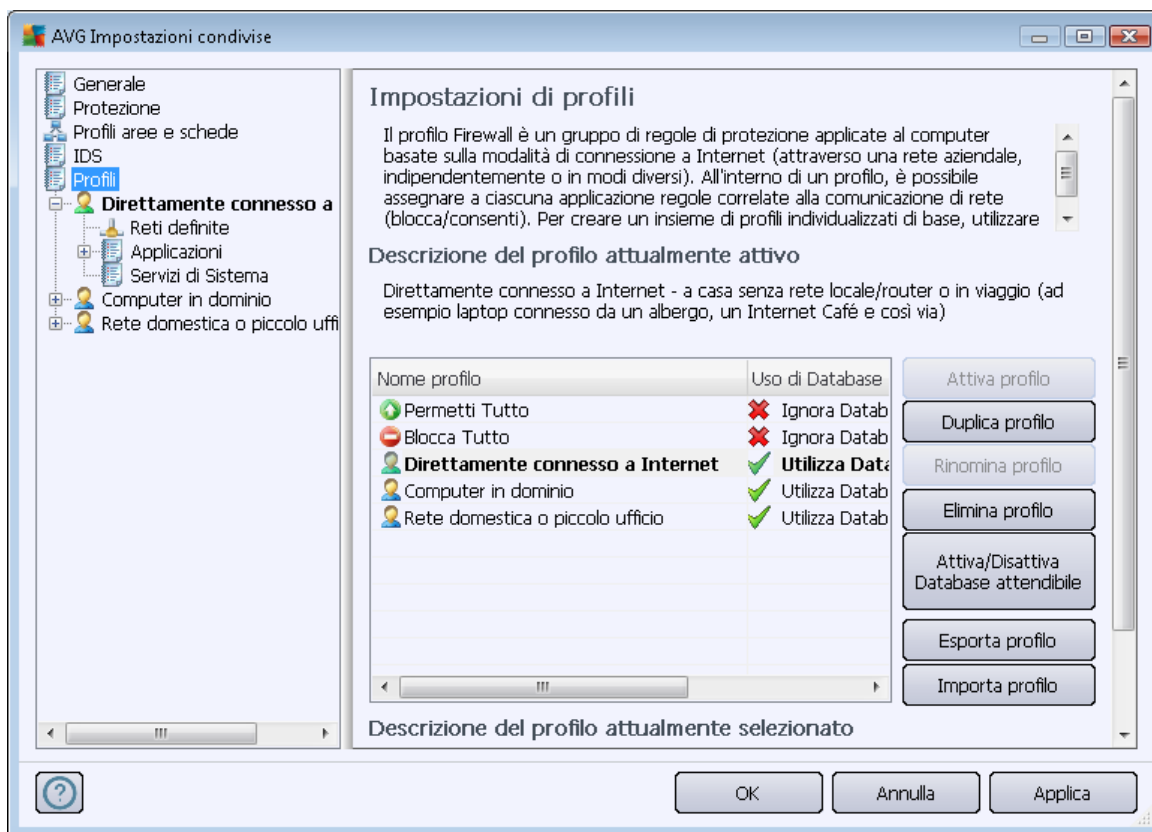 AVG Impostazioni condivise
Generale
Protezione
Profili aree e schede
IDS
Profili
Direttamente connesso a
Reti definite
Applicazioni
Servizi di Sistema
Computer in dominio
Rete domestica o piccolo uffi
Impostazioni di profili
Il profilo Firewall è un gruppo di regole di protezione applicate al computer
basate sulla modalità di connessione a Internet (attraverso una rete aziendale,
indipendentemente o in modi diversi). All'interno di un profilo, è possibile
assegnare a ciascuna applicazione regole correlate alla comunicazione di rete
(blocca/consenti). Per creare un insieme di profili individualizzati di base, utilizzare
Descrizione del profilo attualmente attivo
Direttamente connesso a Internet - a casa senza rete locale/router o in viaggio (ad
esempio laptop connesso da un albergo, un Internet Café e così via)
Nome profilo Uso di Database
Permetti Tutto Ignora Datab
Blocca Tutto Ignora Datab
Direttamente connesso a Internet Utilizza Data
Computer in dominio Utilizza Datab
Rete domestica o piccolo ufficio Utilizza Datab
Attiva profilo
Duplica profilo
Rinomina profilo
Elimina profilo
Attiva/Disattiva
Database attendibile
Esporta profilo
Importa profilo
Descrizione del profilo attualmente selezionato
OK
Annulla
Applica